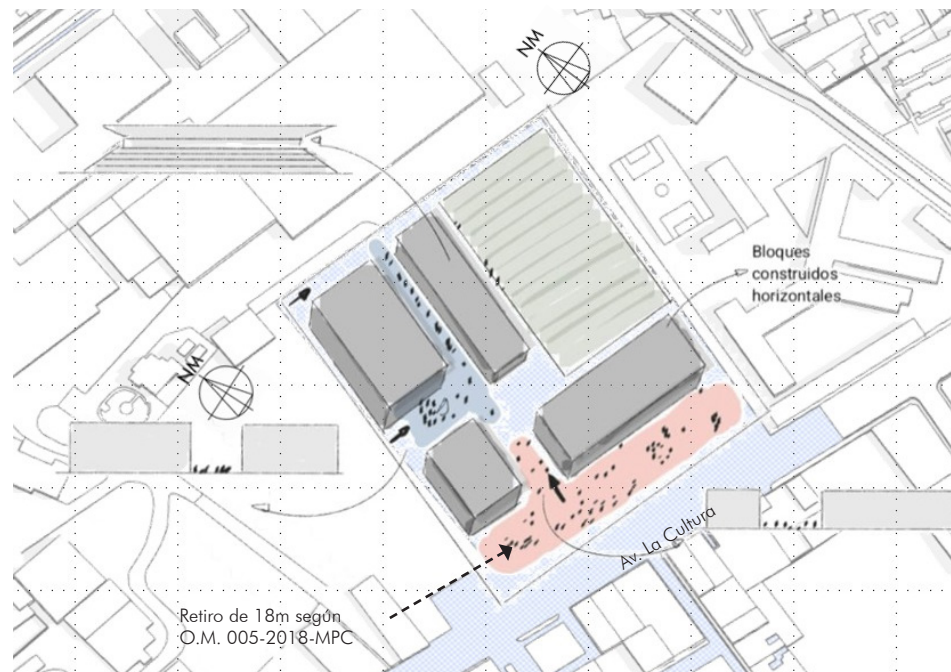 NM
Bloques
construidos
horizontales
NM
Av. La Cultura
Retiro de 18m según
O.M. 005-2018-MPC